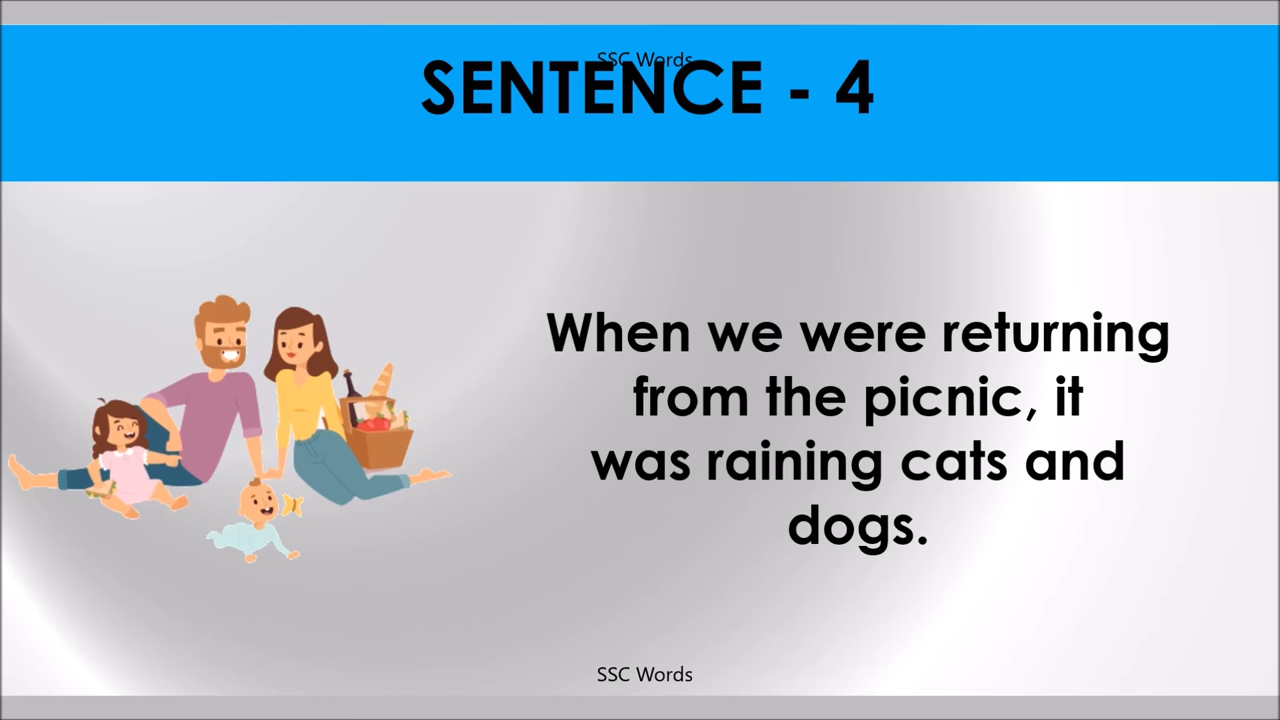 SSC Words
SENTENCE - 4
When we were returning
from the picnic, it
was raining cats and
dogs.
SSC Words